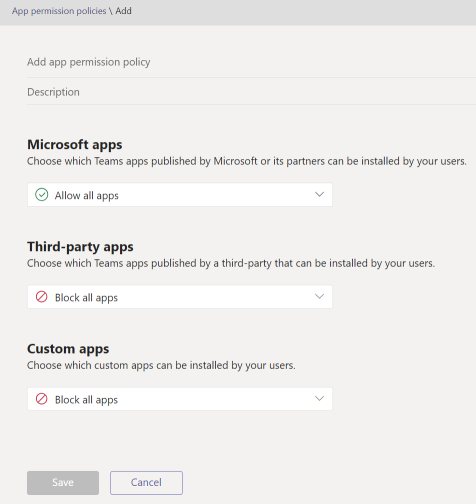 App permission policies \ Add
Add app permission policy
Description
Microsoft apps
Choose which Teams apps published by Microsoft or its partners can be installed by your users.
Allow all apps
Third-party apps
Choose which Teams apps published by a third-party that can be installed by your users.
Block all apps
Custom apps
Choose which custom apps can be installed by your users.
Block all apps
Save Cancel